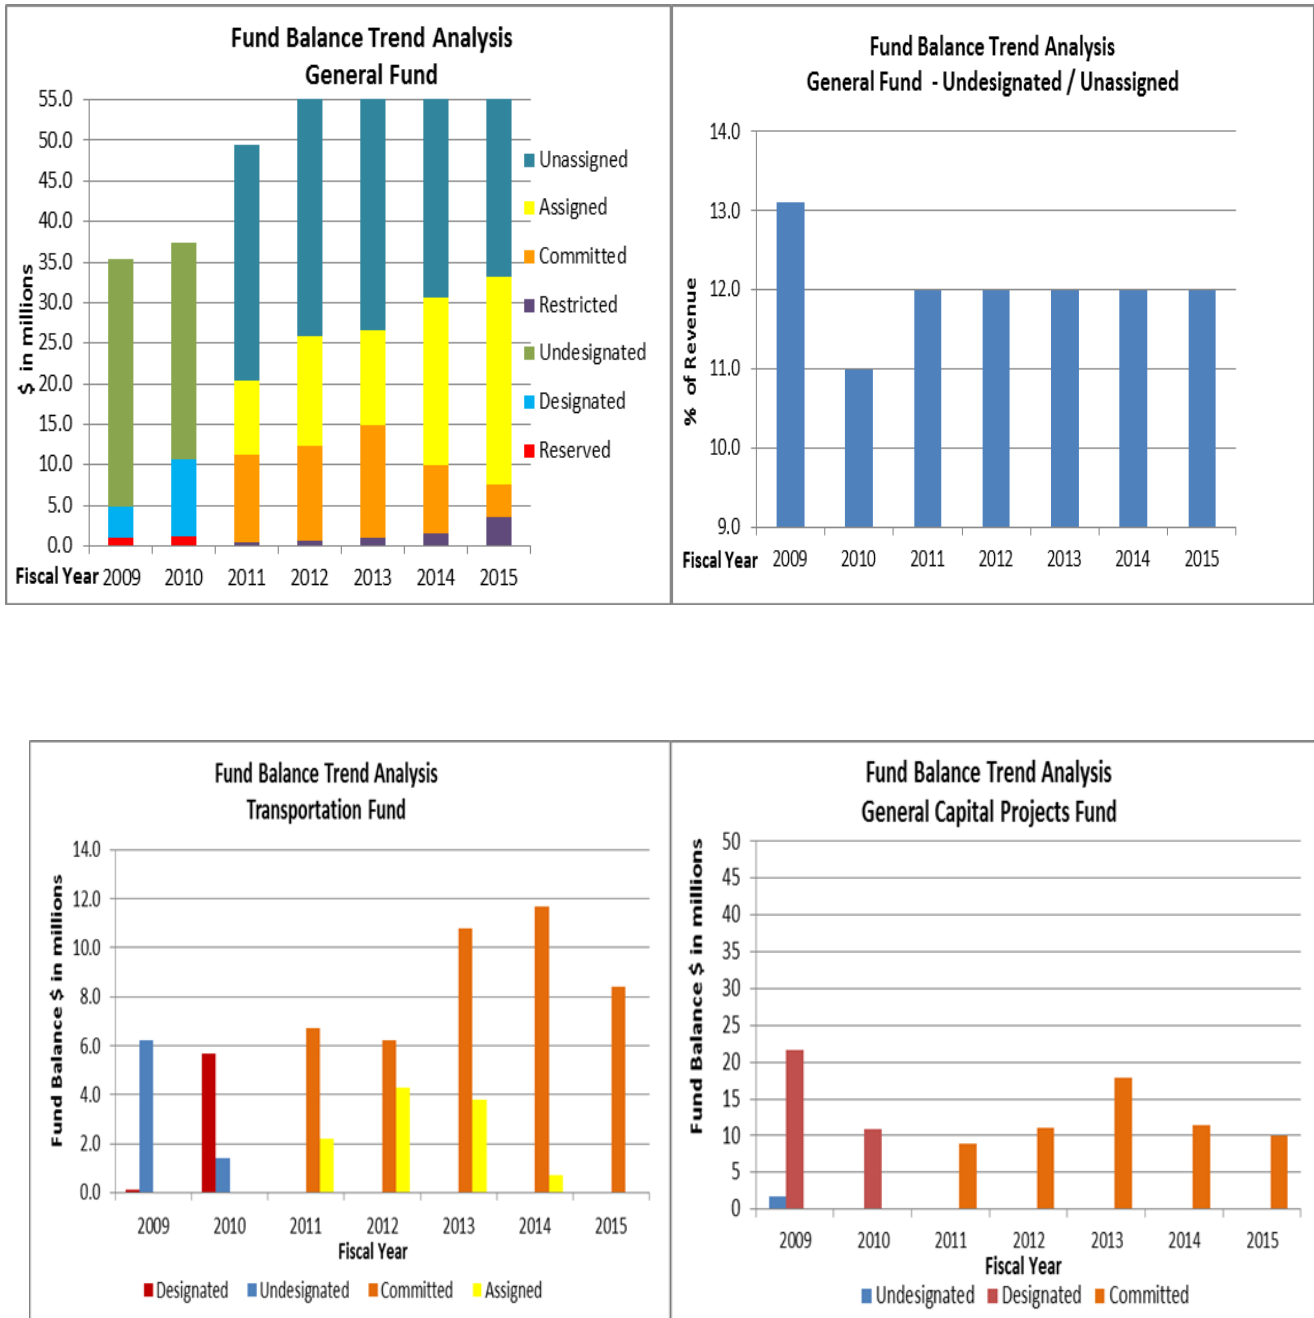 Fund Balance Trend Analysis
General Fund
55.0
50.0
45.0
40.0
35.0
30.0
25.0
20.0
15.0
10.0
5.0
0.0
$ in millions
Fiscal Year 2009 2010 2011 2012 2013 2014 2015
Unassigned
Assigned
Committed
Restricted
Undesignated
Designated
Reserved
Fund Balance Trend Analysis
General Fund - Undesignated / Unassigned
14.0
13.0
12.0
11.0
10.0
9.0
% of Revenue
Fiscal Year 2009 2010 2011 2012 2013 2014 2015
Fund Balance Trend Analysis
Transportation Fund
14.0
12.0
10.0
8.0
6.0
4.0
2.0
0.0
Fund Balance $ in millions
2009 2010 2011 2012 2013 2014 2015
Fiscal Year
Designated Undesignated Committed Assigned
Fund Balance Trend Analysis
General Capital Projects Fund
50
45
40
35
30
25
20
15
10
5
0
Fund Balance $ in millions
2009 2010 2011 2012 2013 2014 2015
Fiscal Year
Undesignated Designated Committed